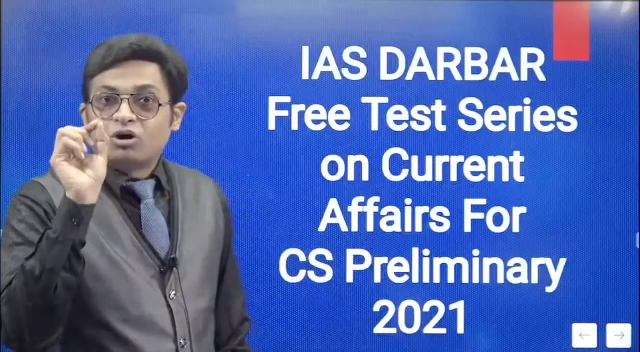 IAS DARBAR
Free Test Series
on Current
Affairs For
CS Preliminary
2021